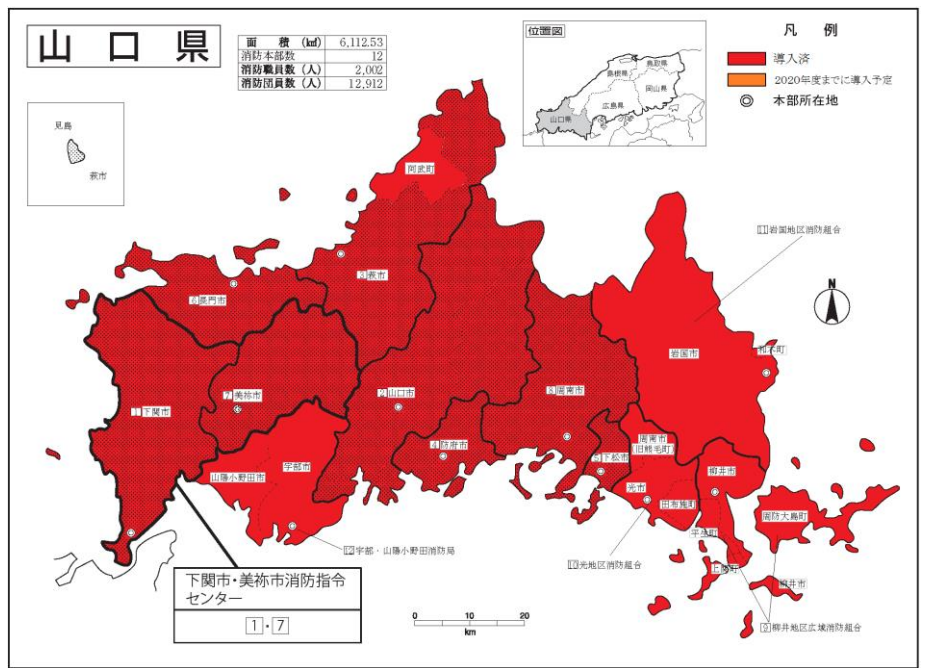 山口県
面　積　（㎢） 6,112.53
消防本部数 12
消防職員数（人） 2,002
消防団員数（人） 12,912
位置図
鳥取県
島根県
岡山県
広島県
山口県
凡　例
導入済
2020年度までに導入予定
本部所在地
見島
萩市
阿武町
11岩国地区消防組合
3萩市
6長門市
N
岩国市
和木町
7美祢市
2山口市
8周南市
1下関市
4防府市
周南市
(旧熊毛町)
5下松市
宇部市
山陽小野田市
柳井市
光市
田布施町
周防大島町
平生町
12宇部・山陽小野田消防局
10光地区消防組合
上関町
柳井市
下関市・美祢市消防指令
センター
1・7
0 10 20
km
9柳井地区広域消防組合